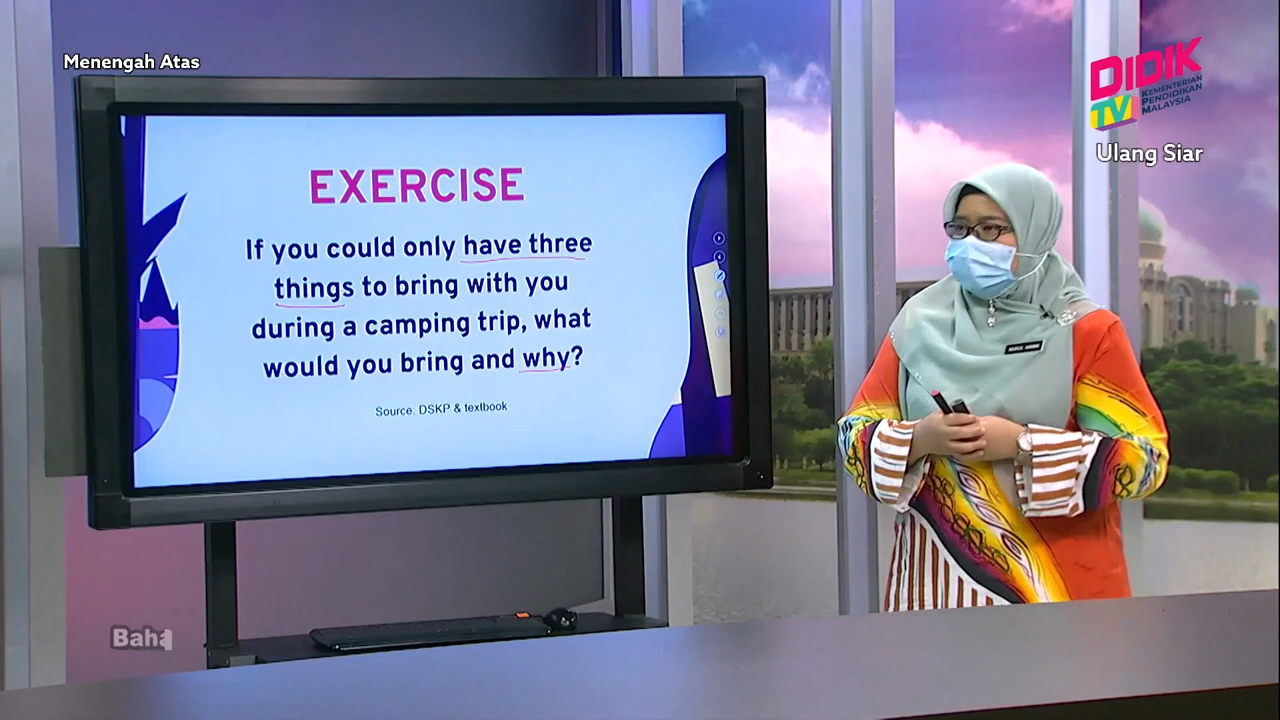 Menengah Atas
DIDIK
TV
KEMENTERIAN
PENDIDIKAN
MALAYSIA
Ulang Siar
EXERCISE
If you could only have three
things to bring with you
during a camping trip, what
would you bring and why?
Source: DSKP & textbook
Baha